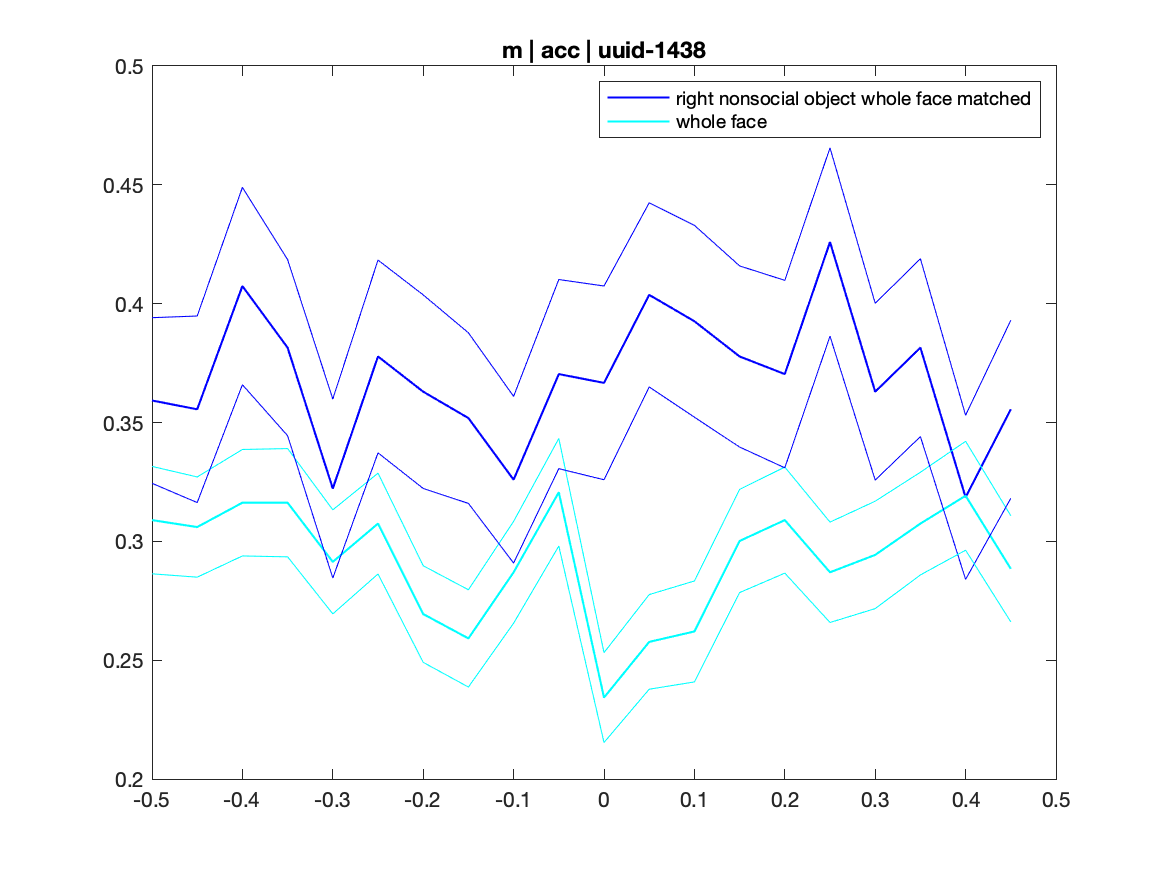 m | acc | uuid-1438
right nonsocial object whole face matched
whole face
0.5
0.45
0.4
0.35
0.3
0.25
0.2
-0.5 -0.4 -0.3 -0.2 -0.1 0 0.1 0.2 0.3 0.4 0.5